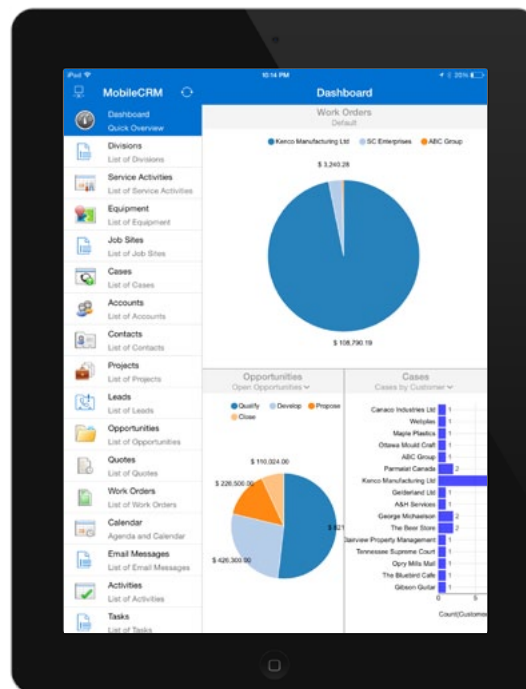 iPad
10:14 PM
20%
MobileCRM
Dashboard
Dashboard
Quick Overview
Divisions
List of Divisions
Service Activities
List of Service Activities
Equipment
List of Equipment
Job Sites
List of Job Sites
Cases
List of Cases
Accounts
List of Accounts
Contacts
List of Contacts
Projects
List of Projects
Leads
List of Leads
Opportunities
List of Opportunities
Quotes
List of Quotes
Work Orders
List of Work Orders
Calendar
Agenda and Calendar
Email Messages
List of Email Messages
Activities
List of Activities
Tasks
List of Tasks
Work Orders
Default
Kenco Manufacturing Ltd SC Enterprises ABC Group
$ 3,240.28
$ 108,790.19
Opportunities
Open Opportunities
Qualify Develop Propose
Close
$ 110,024.00
$ 226,500.00
$ 821
$ 426,300.00
Cases
Cases by Customer
Canaco Industries Ltd 1
1
Maple Plastics 1
Ottawa Mould Craft 1
ABC Group 1
Parmalat Canada 2
Kenco Manufacturing Ltd
Gelderland Ltd 1
A&H Services 1
George Michaelson 2
The Beer Store 2
Clairview Property Management 1
Tennessee Supreme Court 1
Opry Mills Mall 1
The Bluebird Cafe 1
Gibson Guitar 1
0 5
Count(Customer